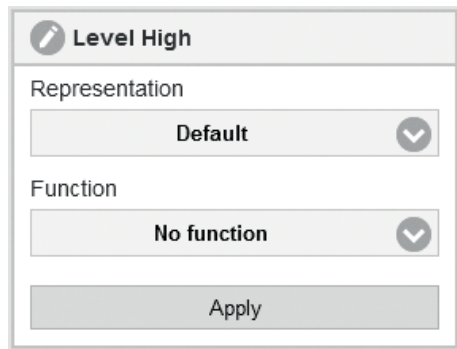 Level High
Representation
Default
Function
No function
Apply